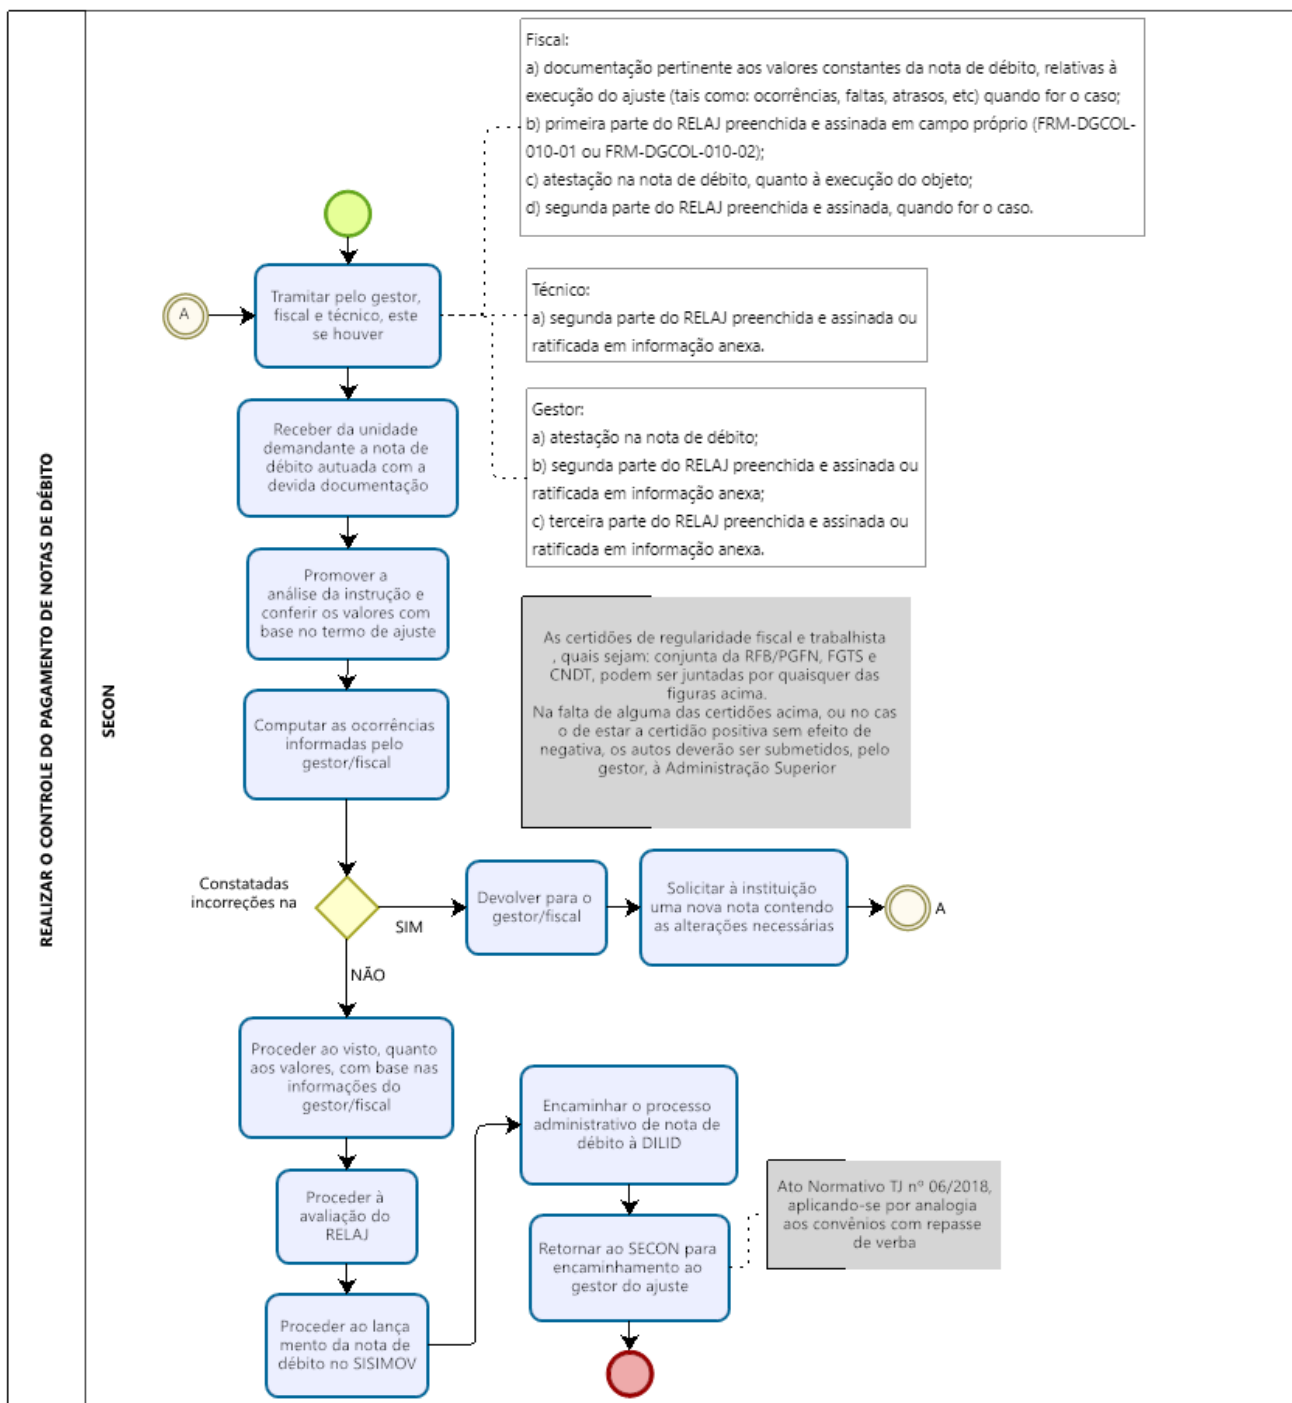 REALIZAR O CONTROLE DO PAGAMENTO DE NOTAS DE DÉBITO
SECON
Fiscal:
a) documentação pertinente aos valores constantes da nota de débito, relativas à
execução do ajuste (tais como: ocorrências, faltas, atrasos, etc) quando for o caso;
b) primeira parte do RELAJ preenchida e assinada em campo próprio (FRM-DGCOL-
010-01 ou FRM-DGCOL-010-02);
c) atestação na nota de débito, quanto à execução do objeto;
d) segunda parte do RELAJ preenchida e assinada, quando for o caso.
A
Tramitar pelo gestor,
fiscal e técnico, este
se houver
Técnico:
a) segunda parte do RELAJ preenchida e assinada ou
ratificada em informação anexa.
Gestor:
a) atestação na nota de débito;
b) segunda parte do RELAJ preenchida e assinada ou
ratificada em informação anexa;
c) terceira parte do RELAJ preenchida e assinada ou
ratificada em informação anexa.
Receber da unidade
demandante a nota de
débito autuada com a
devida documentação
Promover a
análise da instrução e
conferir os valores com
base no termo de ajuste
As certidões de regularidade fiscal e trabalhista
, quais sejam: conjunta da RFB/PGFN, FGTS e
CNDT, podem ser juntadas por quaisquer das
figuras acima.
Na falta de alguma das certidões acima, ou no cas
o de estar a certidão positiva sem efeito de
negativa, os autos deverão ser submetidos, pelo
gestor, à Administração Superior
Computar as ocorrências
informadas pelo
gestor/fiscal
Constatadas
incorreções na
SIM
Devolver para o
gestor/fiscal
Solicitar à instituição
uma nova nota contendo
as alterações necessárias
A
NÃO
Proceder ao visto, quanto
aos valores, com base nas
informações do
gestor/fiscal
Proceder à
avaliação do
RELAJ
Proceder ao lança
mento da nota de
débito no SISIMOV
Encaminhar o processo
administrativo de nota de
débito à DILID
Retornar ao SECON para
encaminhamento ao
gestor do ajuste
Ato Normativo TJ nº 06/2018,
aplicando-se por analogia
aos convênios com repasse
de verba